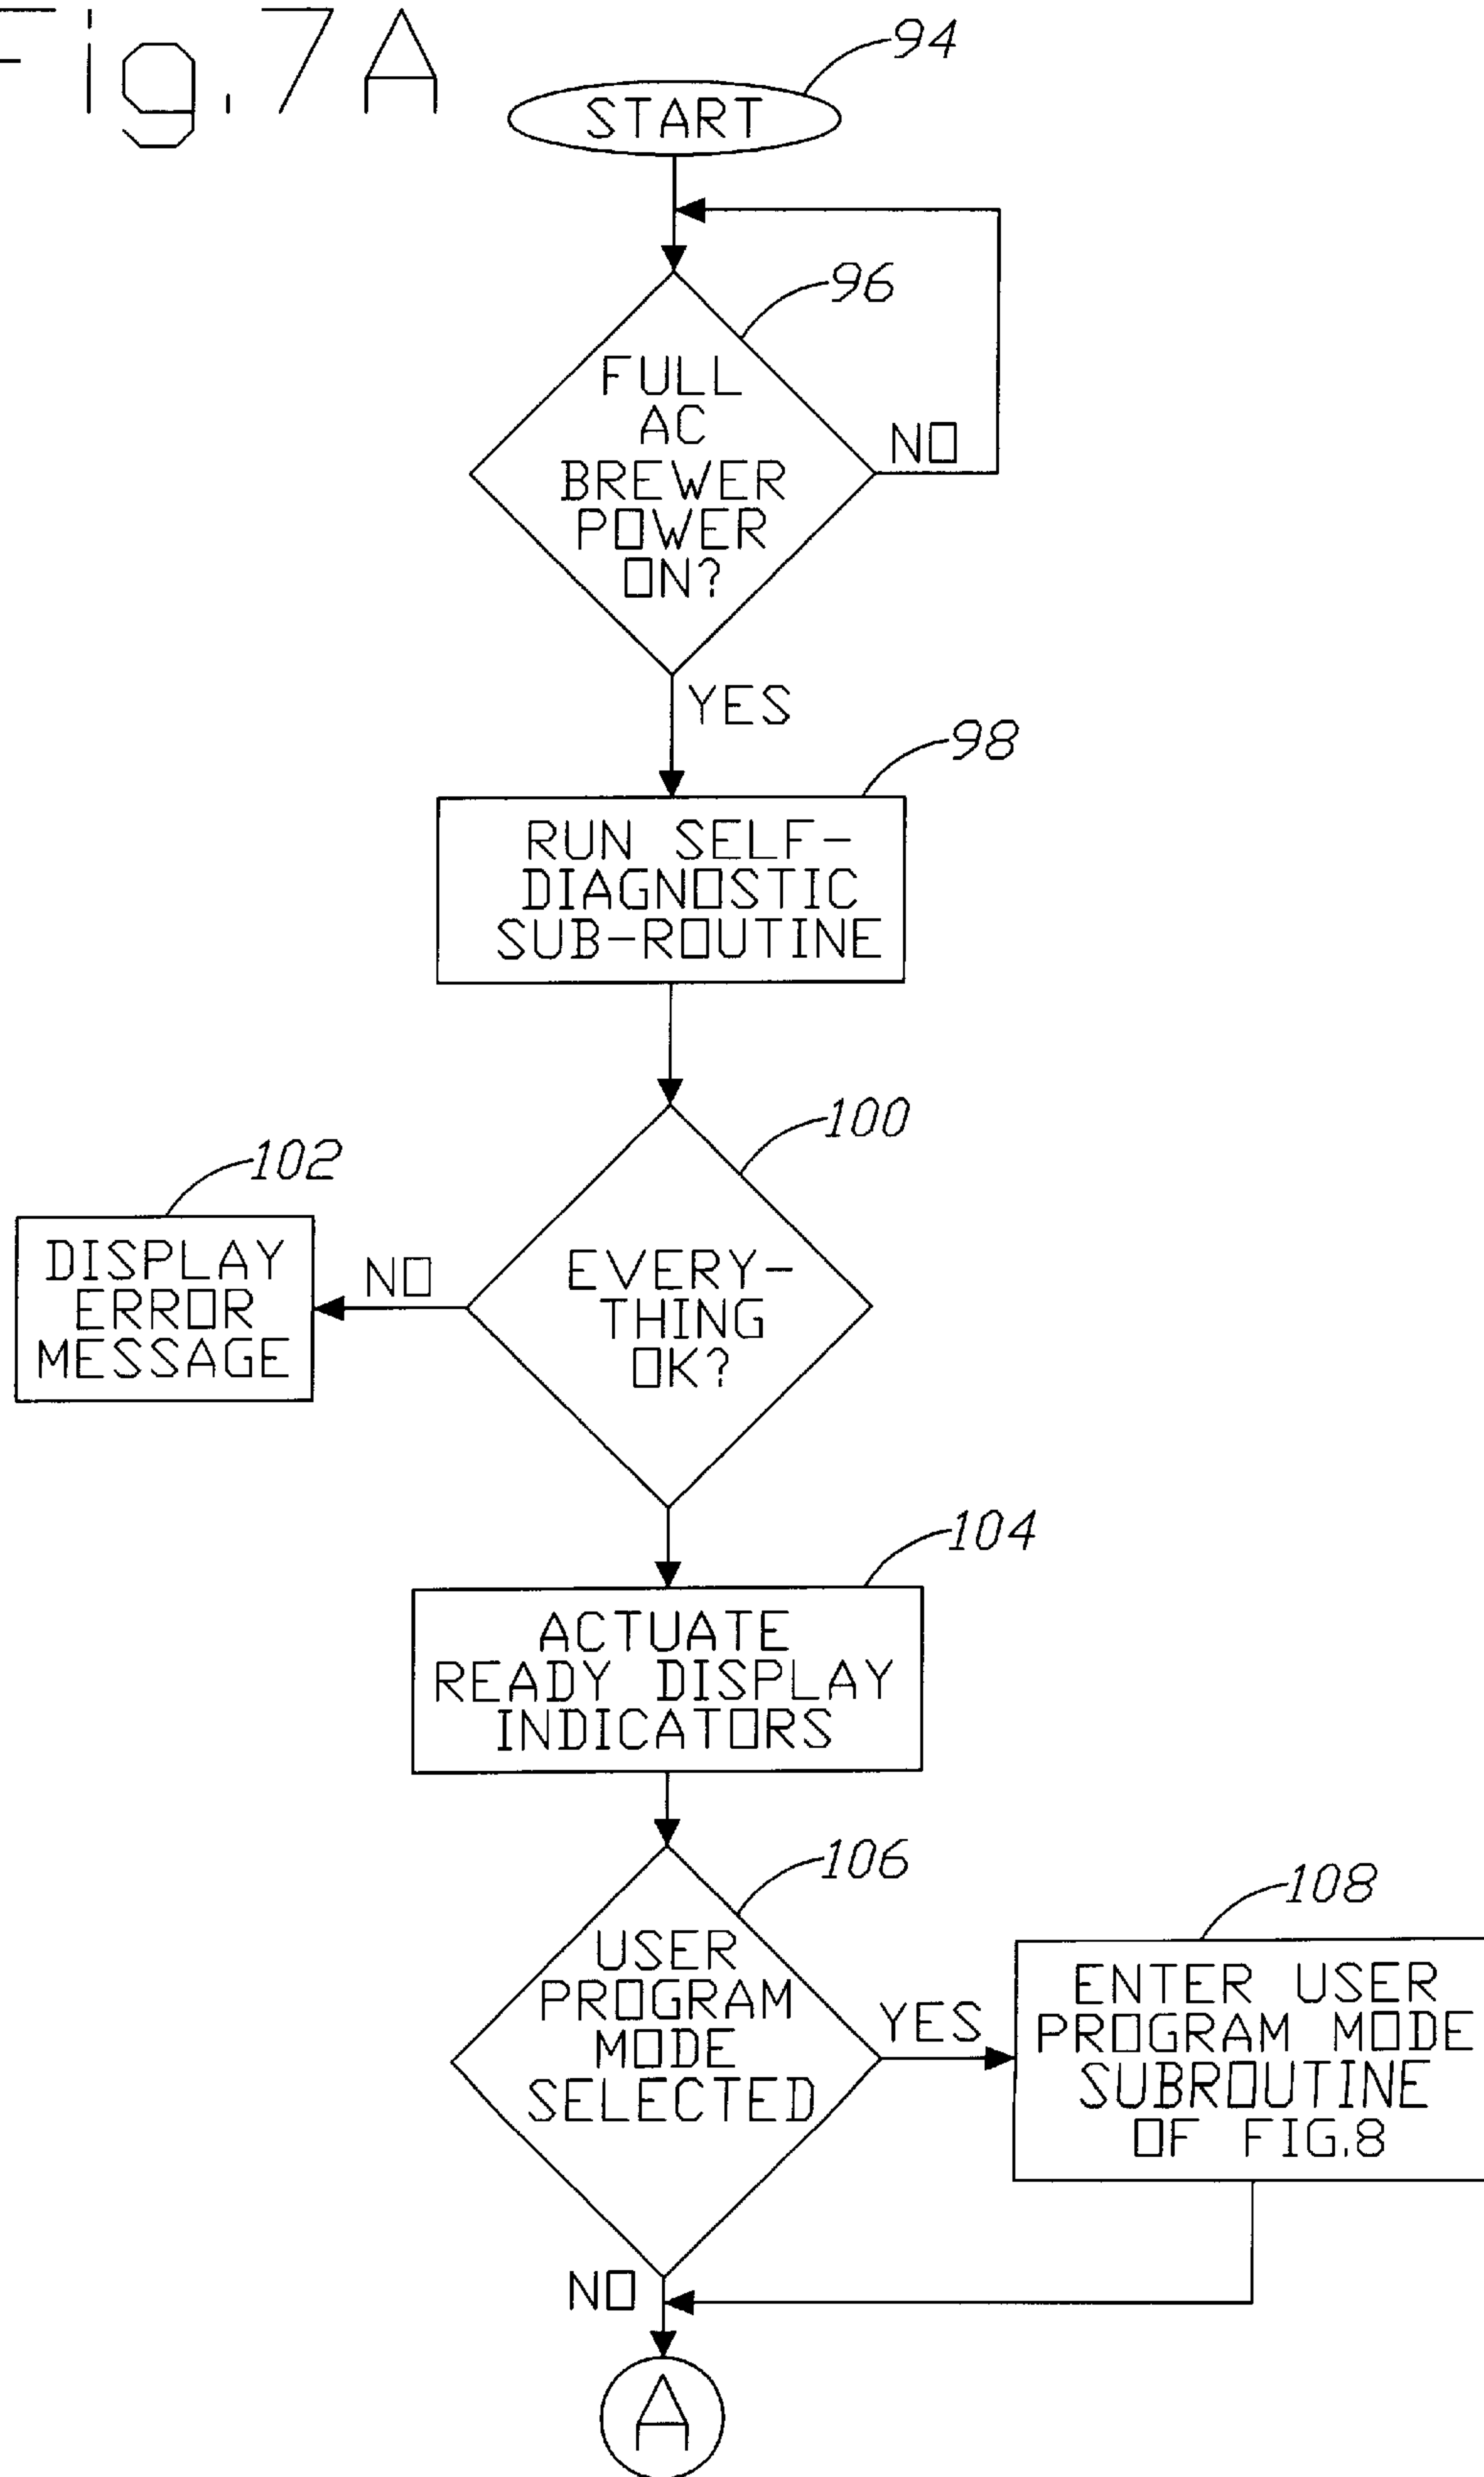 Fig.7A
94
START
96
FULL
AC
BREWER
POWER
ON?
NO
YES
98
RUN SELF-
DIAGNOSTIC
SUB-ROUTINE
100
102
DISPLAY
ERROR
MESSAGE
NO
EVERY-
THING
OK?
104
ACTUATE
READY DISPLAY
INDICATORS
106
108
USER
PROGRAM
MODE
SELECTED
YES
ENTER USER
PROGRAM MODE
SUBROUTINE
OF FIG.8
NO
A